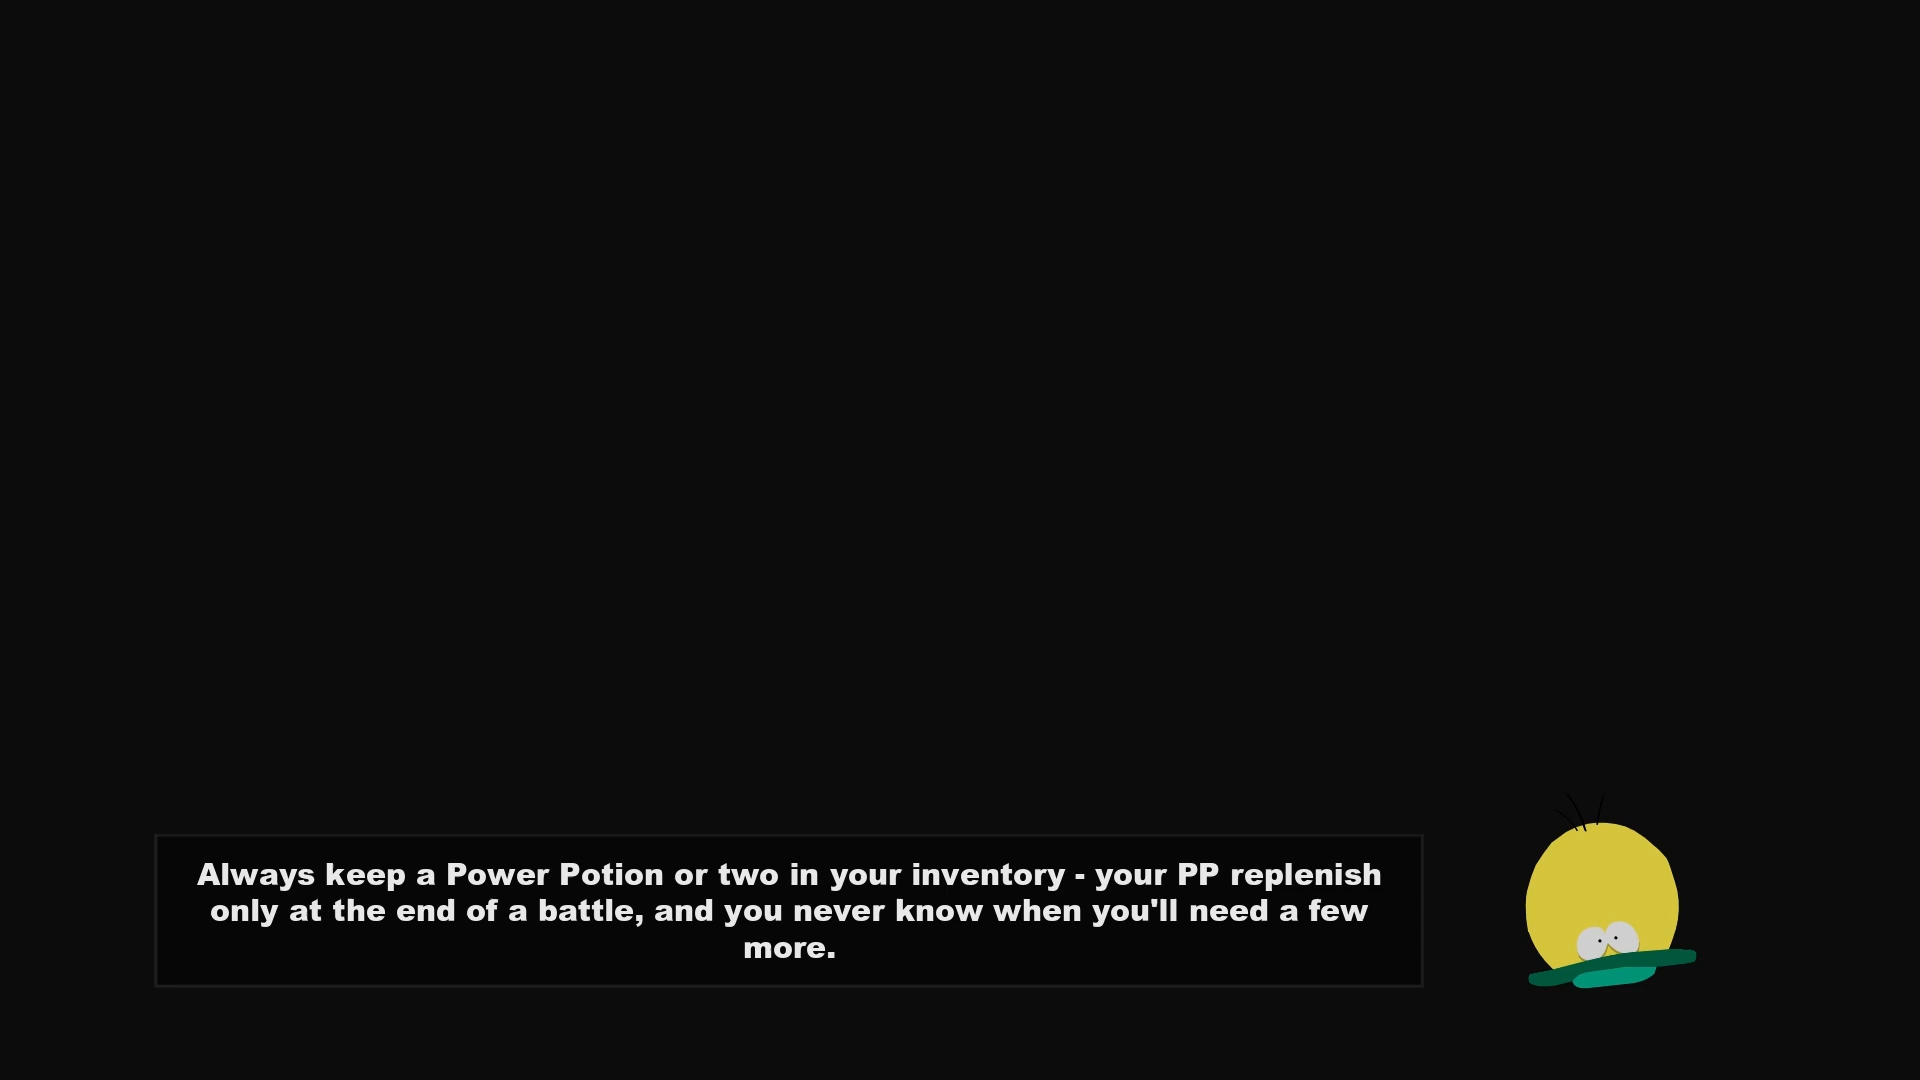 Always keep a Power Potion or two in your inventory - your PP replenish
only at the end of a battle, and you never know when you'll need a few
more.